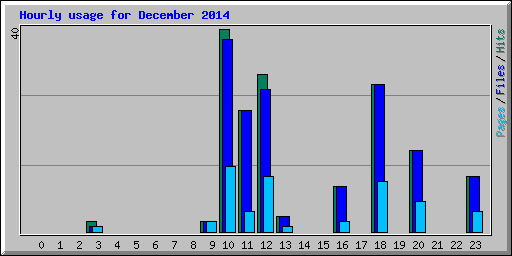 Hourly usage for December 2014
40
Pages/Files/Hits
0 1 2 3 4 5 6 7 8 9 10 11 12 13 14 15 16 17 18 19 20 21 22 23